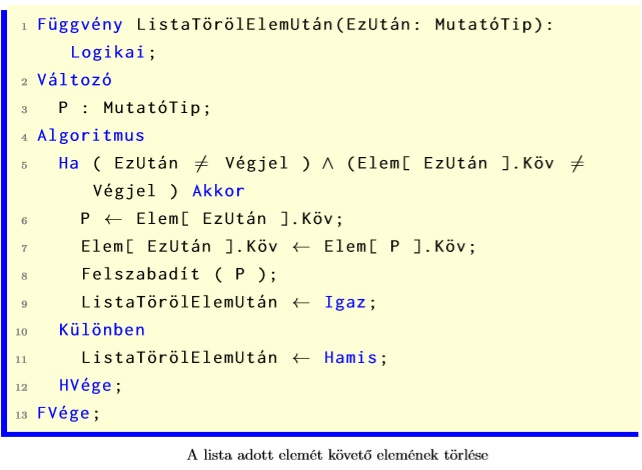 1 Függvény ListaTörölElemUtán(EzUtán: MutatóTip):
Logikai;
2 Változó
3 P : MutatóTip;
4 Algoritmus
5 Ha ( EzUtán ≠ Végjel ) ∧ (Elem[ EzUtán ].Köv ≠
Végjel ) Akkor
6 P ← Elem[ EzUtán ].Köv;
7 Elem[ EzUtán ].Köv ← Elem[ P ].Köv;
8 Felszabadít ( P );
9 ListaTörölElemUtán ← Igaz;
10 Különben
11 ListaTörölElemUtán ← Hamis;
12 HVége;
13 FVége;
A lista adott elemét követő elemének törlése